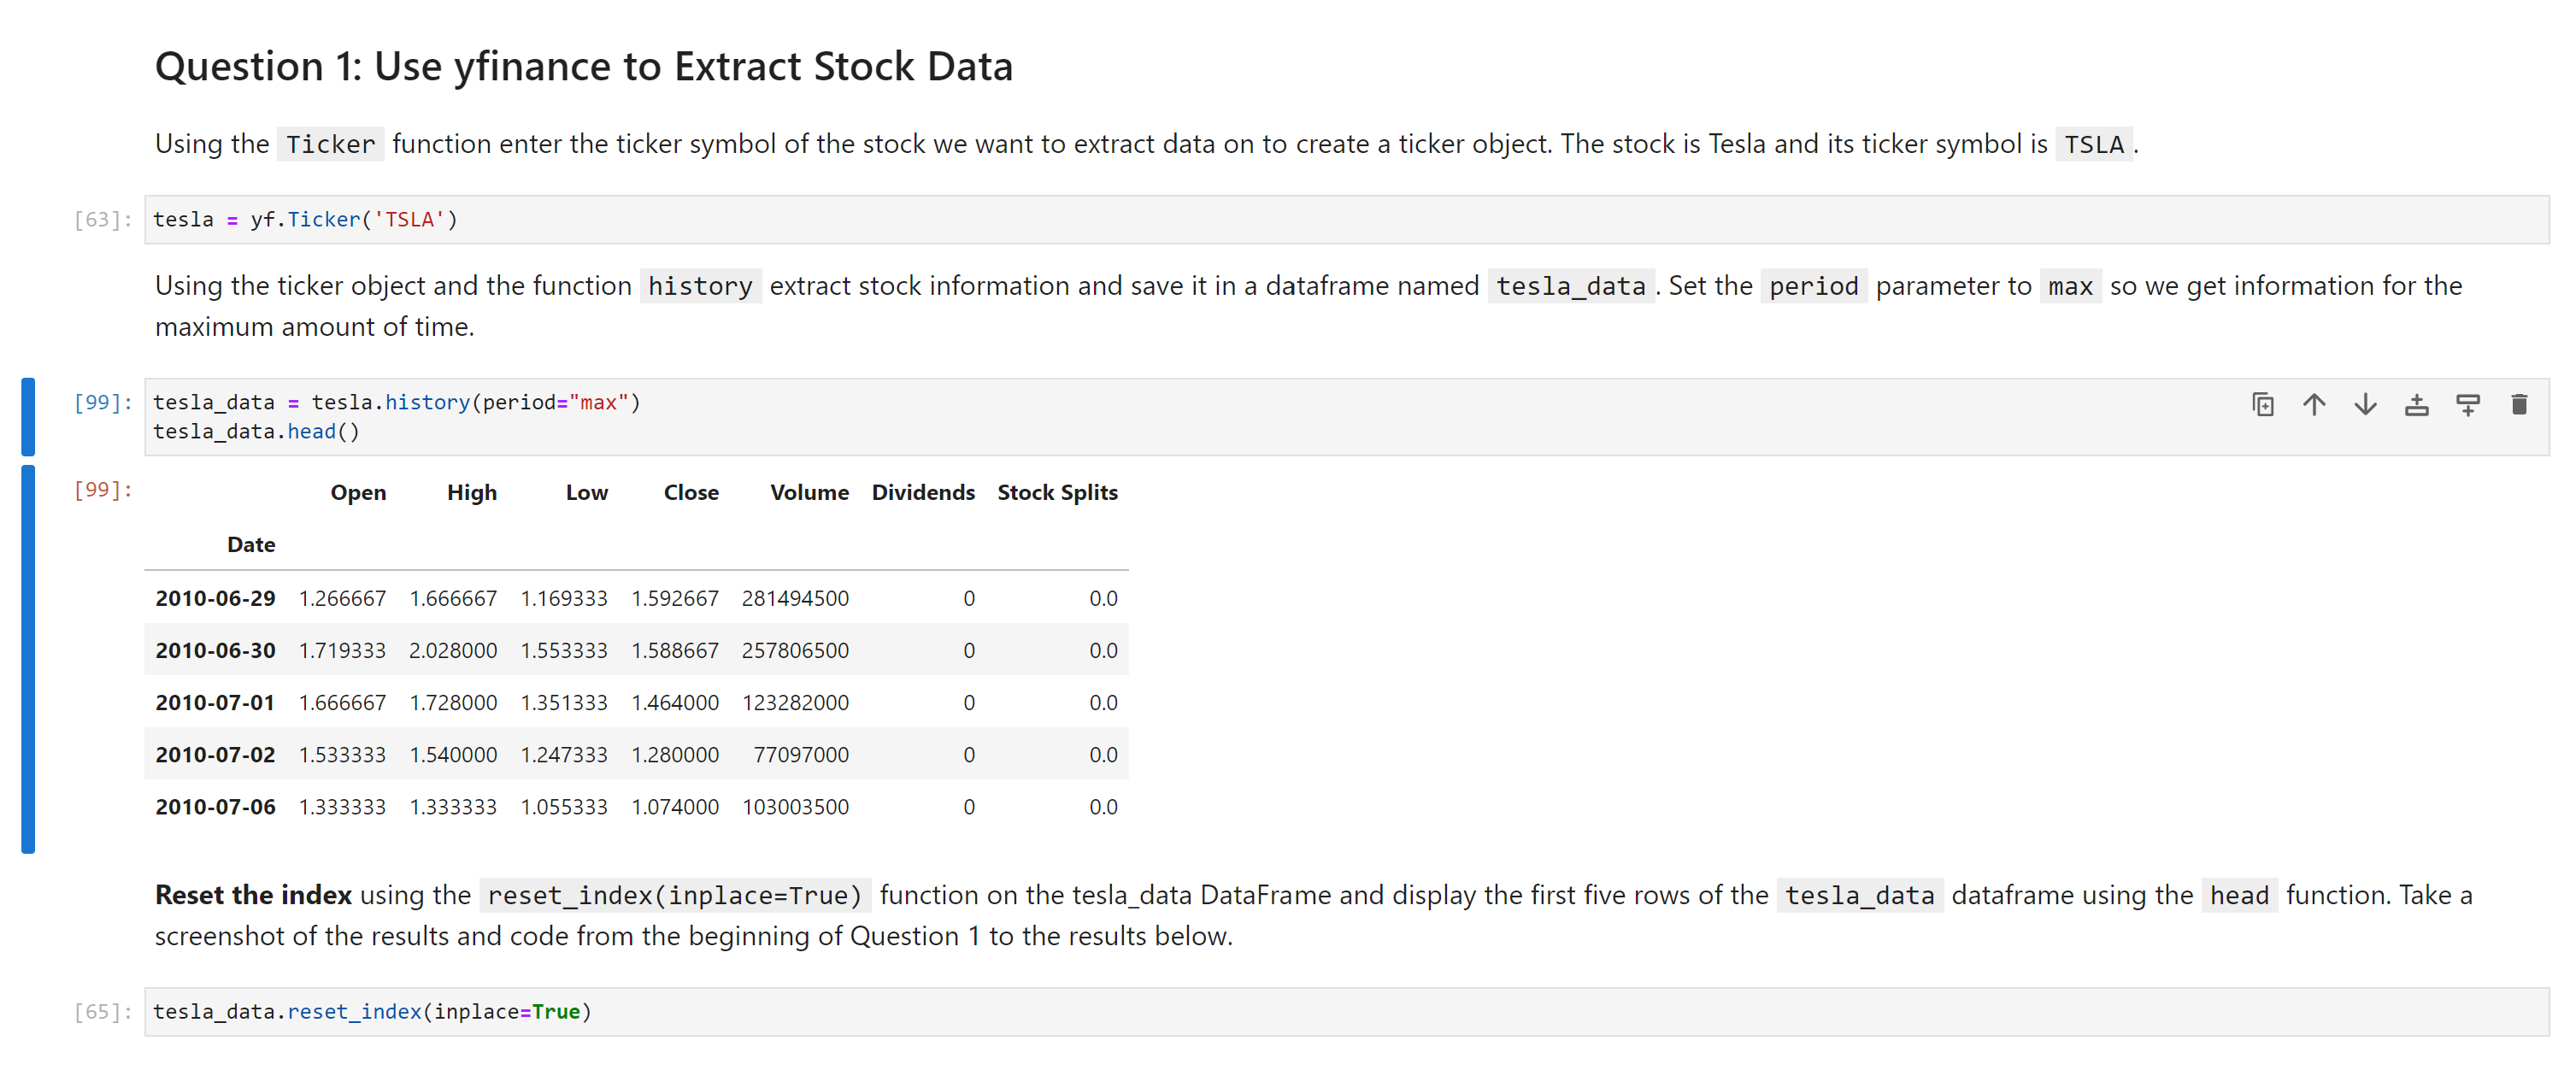 Question 1: Use yfinance to Extract Stock Data
Using the Ticker function enter the ticker symbol of the stock we want to extract data on to create a ticker object. The stock is Tesla and its ticker symbol is TSLA.
[63]: tesla = yf.Ticker('TSLA')
Using the ticker object and the function history extract stock information and save it in a dataframe named tesla_data. Set the period parameter to max so we get information for the
maximum amount of time.
[99]: tesla_data = tesla.history(period="max")
tesla_data.head()
[99]: Open High Low Close Volume Dividends Stock Splits
Date
2010-06-29 1.266667 1.666667 1.169333 1.592667 281494500 0 0.0
2010-06-30 1.719333 2.028000 1.553333 1.588667 257806500 0 0.0
2010-07-01 1.666667 1.728000 1.351333 1.464000 123282000 0 0.0
2010-07-02 1.533333 1.540000 1.247333 1.280000 77097000 0 0.0
2010-07-06 1.333333 1.333333 1.055333 1.074000 103003500 0 0.0
Reset the index using the reset_index(inplace=True) function on the tesla_data DataFrame and display the first five rows of the tesla_data dataframe using the head function. Take a
screenshot of the results and code from the beginning of Question 1 to the results below.
[65]: tesla_data.reset_index(inplace=True)